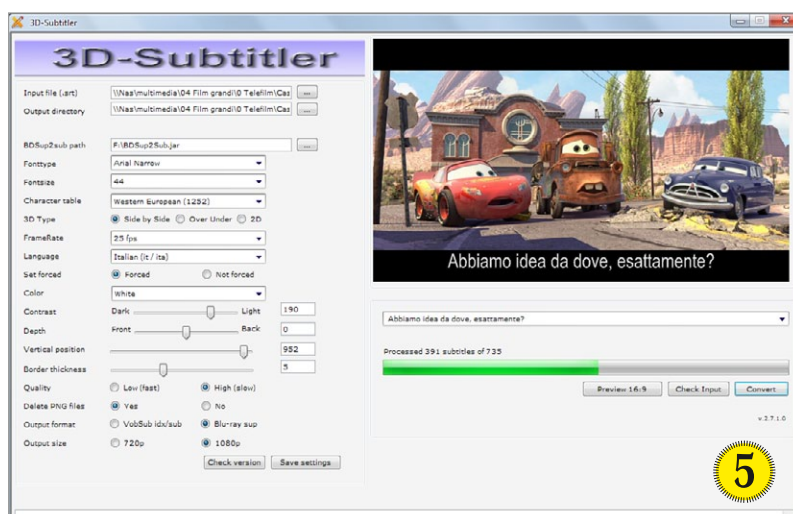 3D-Subtitler
3D-Subtitler
Input file (.srt) \\Nas\multimedia\04 Film grandi\0 Telefilm\Cas ...
Output directory \\Nas\multimedia\04 Film grandi\0 Telefilm\Cas ...
BDSup2sub path F:\BDSup2Sub.jar ...
Fonttype Arial Narrow
Fontsize 44
Character table Western European (1252)
3D Type Side by Side Over Under 2D
FrameRate 25 fps
Language Italian (it / ita)
Set forced Forced Not forced
Color White
Contrast Dark Light 190
Depth Front Back 0
Vertical position 952
Border thickness 5
Quality Low (fast) High (slow)
Delete PNG files Yes No
Output format VobSub idx/sub Blu-ray sup
Output size 720p 1080p
Check version Save settings
Abbiamo idea da dove, esattamente?
Abbiamo idea da dove, esattamente?
Processed 391 subtitles of 735
Preview 16:9 Check Input Convert
v.2.7.1.0
5